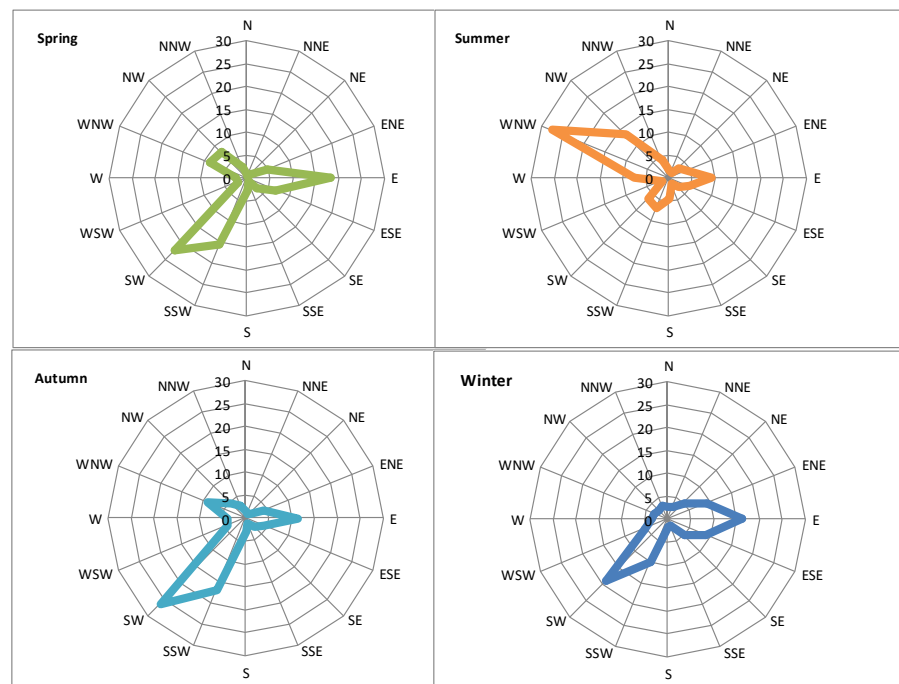 Spring
N
NNE
NE
ENE
E
ESE
SE
SSE
S
SSW
SW
WSW
W
WNW
NW
NNW
30
25
20
15
10
5
0
Summer
N
NNE
NE
ENE
E
ESE
SE
SSE
S
SSW
SW
WSW
W
WNW
NW
NNW
30
25
20
15
10
5
0
Autumn
N
NNE
NE
ENE
E
ESE
SE
SSE
S
SSW
SW
WSW
W
WNW
NW
NNW
30
25
20
15
10
5
0
Winter
N
NNE
NE
ENE
E
ESE
SE
SSE
S
SSW
SW
WSW
W
WNW
NW
NNW
30
25
20
15
10
5
0